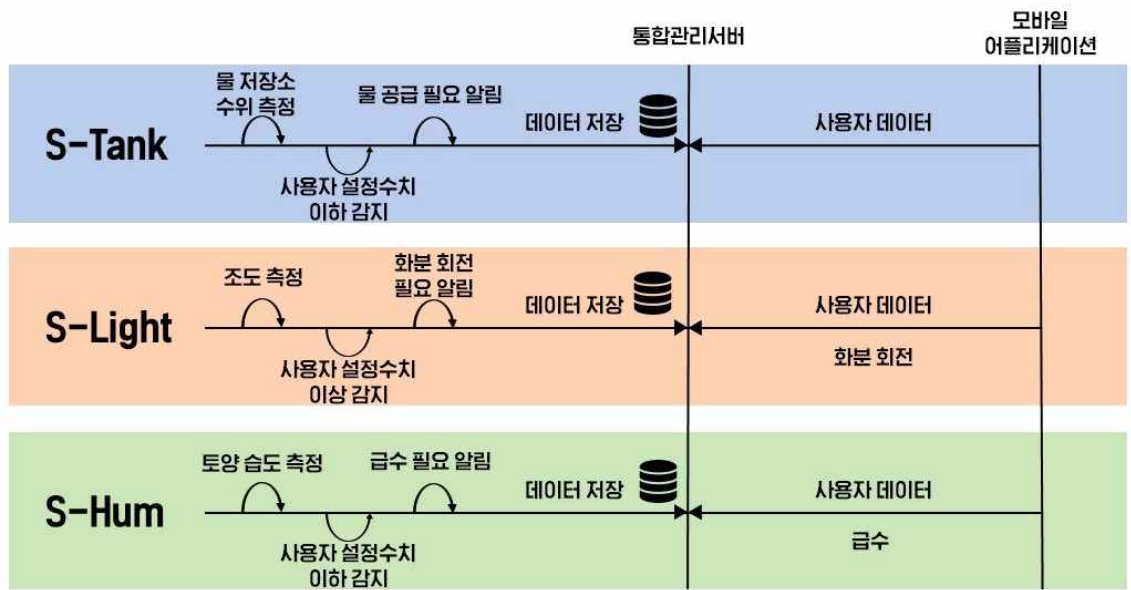 통합관리서버
모바일
어플리케이션
물 저장소
수위 측정
물 공급 필요 알림
데이터 저장
사용자 데이터
S-Tank
사용자 설정수치
이하 감지
조도 측정
화분 회전
필요 알림
데이터 저장
사용자 데이터
S-Light
사용자 설정수치
이상 감지
화분 회전
토양 습도 측정
급수 필요 알림
데이터 저장
사용자 데이터
S-Hum
사용자 설정수치
이하 감지
급수